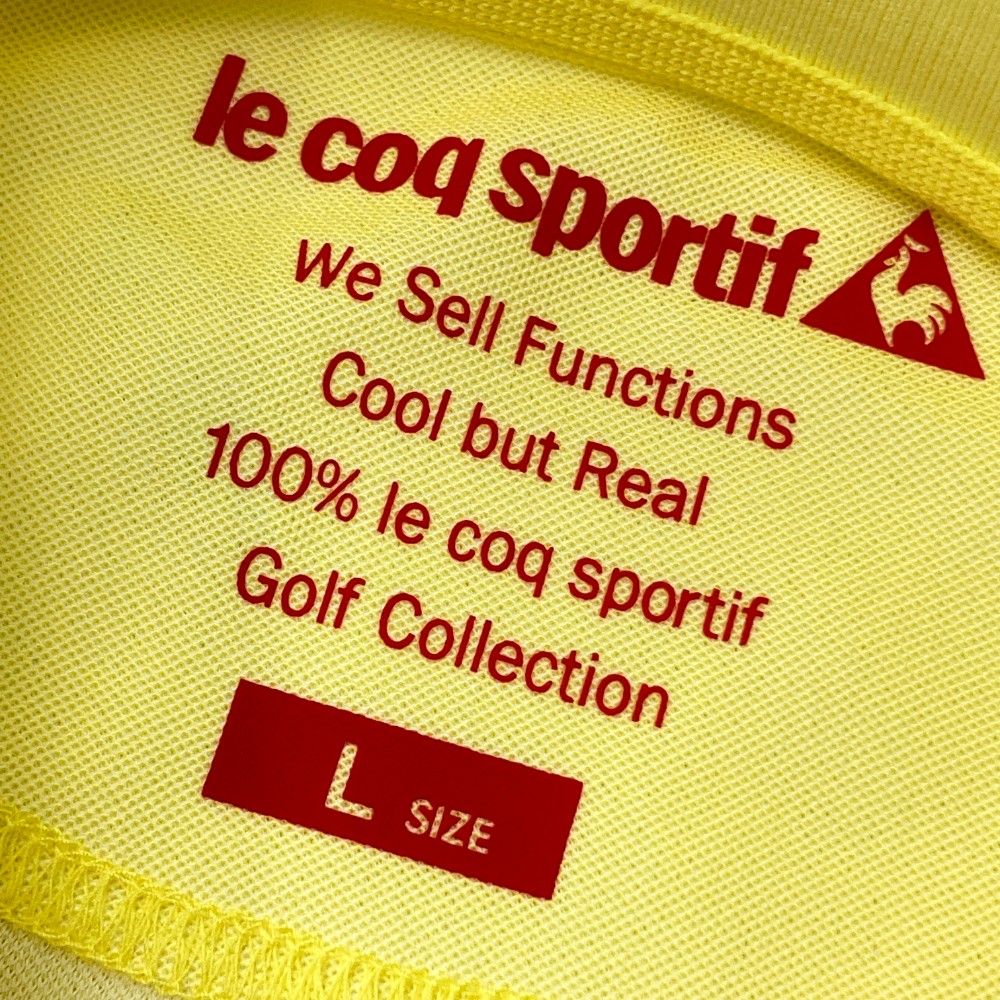 le coq sportif
We Sell Functions
Cool but Real
100% le coq sportif
Golf Collection
L SIZE